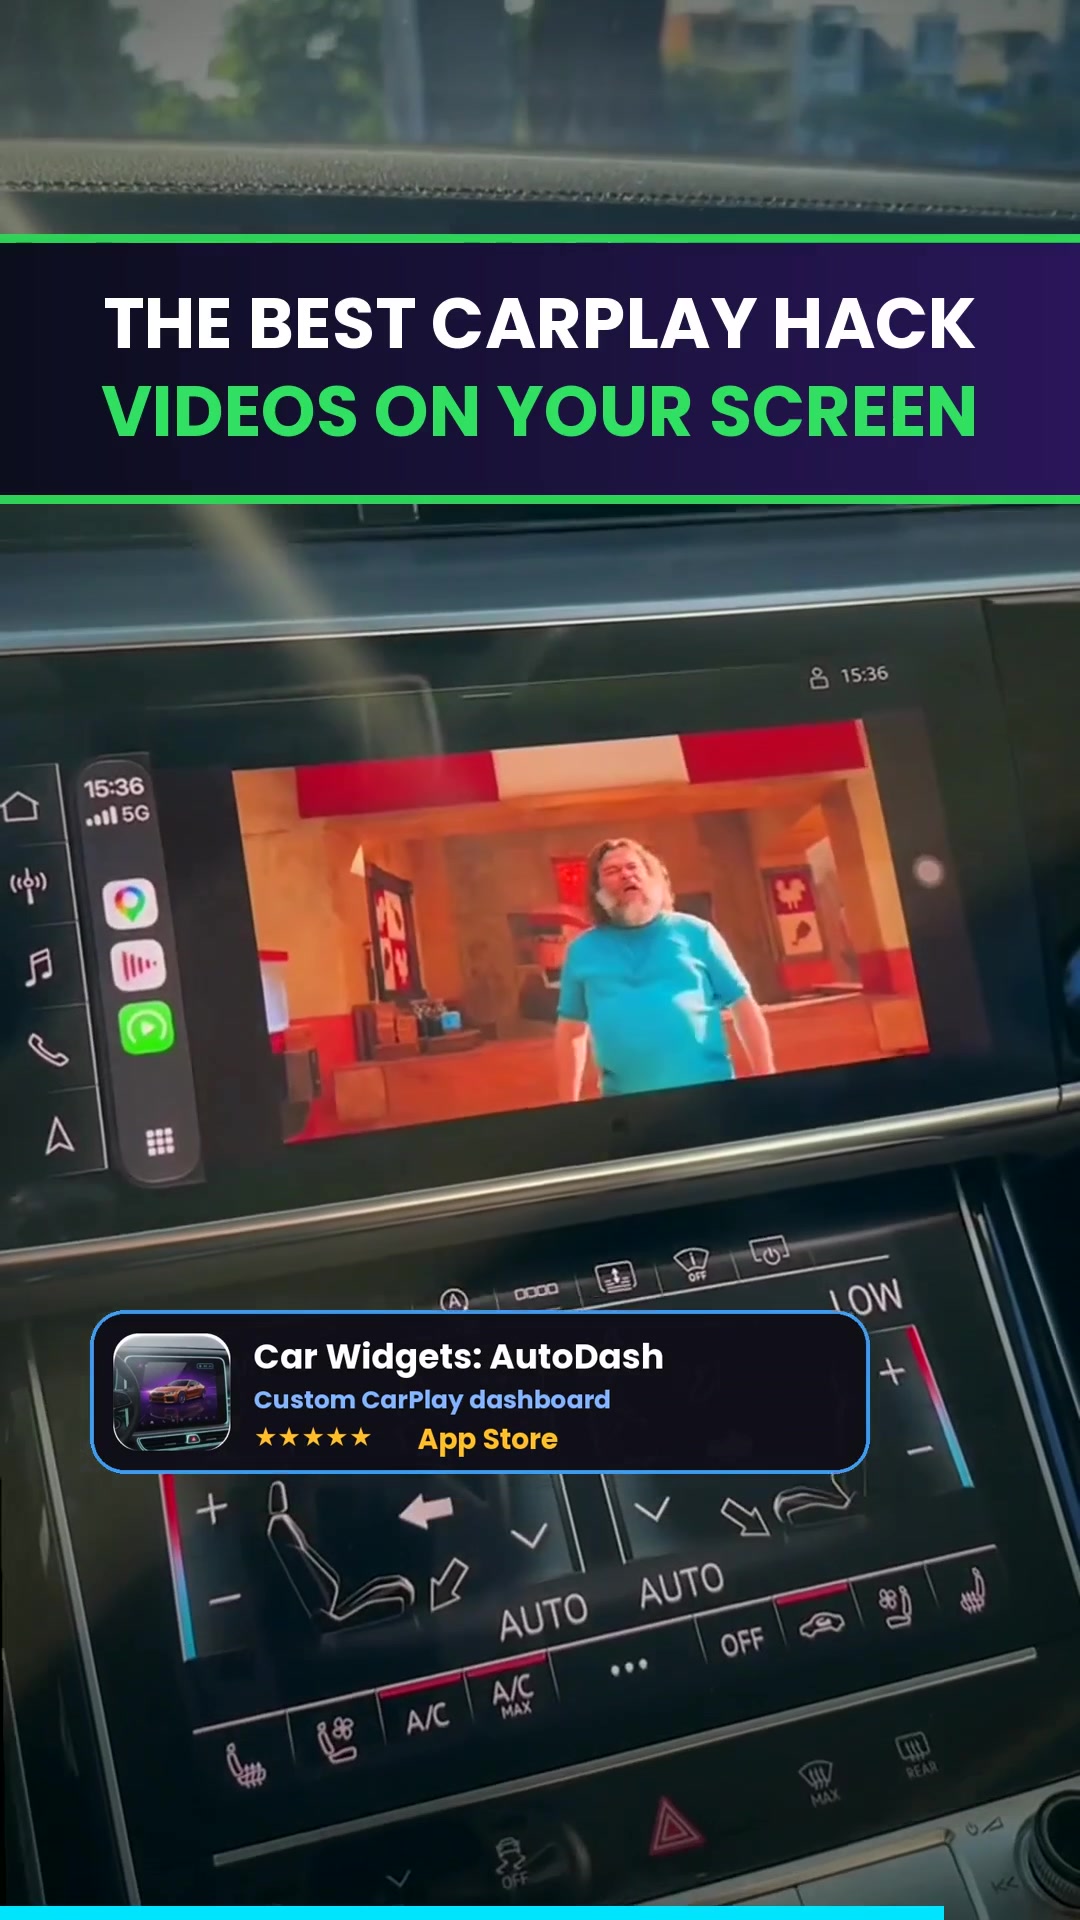 THE BEST CARPLAY HACK
VIDEOS ON YOUR SCREEN
15:36
15:36
5G
A
OFF
LOW
Car Widgets: AutoDash
Custom CarPlay dashboard
★★★★★ App Store
+
−
+
−
AUTO
AUTO
OFF
A/C
A/C
MAX
MAX
REAR
OFF